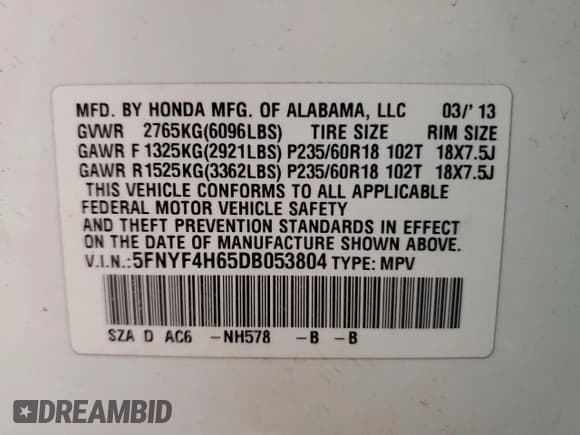 MFD. BY HONDA MFG. OF ALABAMA, LLC 03/' 13
GVWR 2765KG(6096LBS) TIRE SIZE RIM SIZE
GAWR F 1325KG(2921LBS) P235/60R18 102T 18X7.5J
GAWR R1525KG(3362LBS) P235/60R18 102T 18X7.5J
THIS VEHICLE CONFORMS TO ALL APPLICABLE
FEDERAL MOTOR VEHICLE SAFETY
AND THEFT PREVENTION STANDARDS IN EFFECT
ON THE DATE OF MANUFACTURE SHOWN ABOVE.
V.I.N.:5FNYF4H65DB053804 TYPE: MPV
SZA D AC6 -NH578 -B -B
DREAMBID